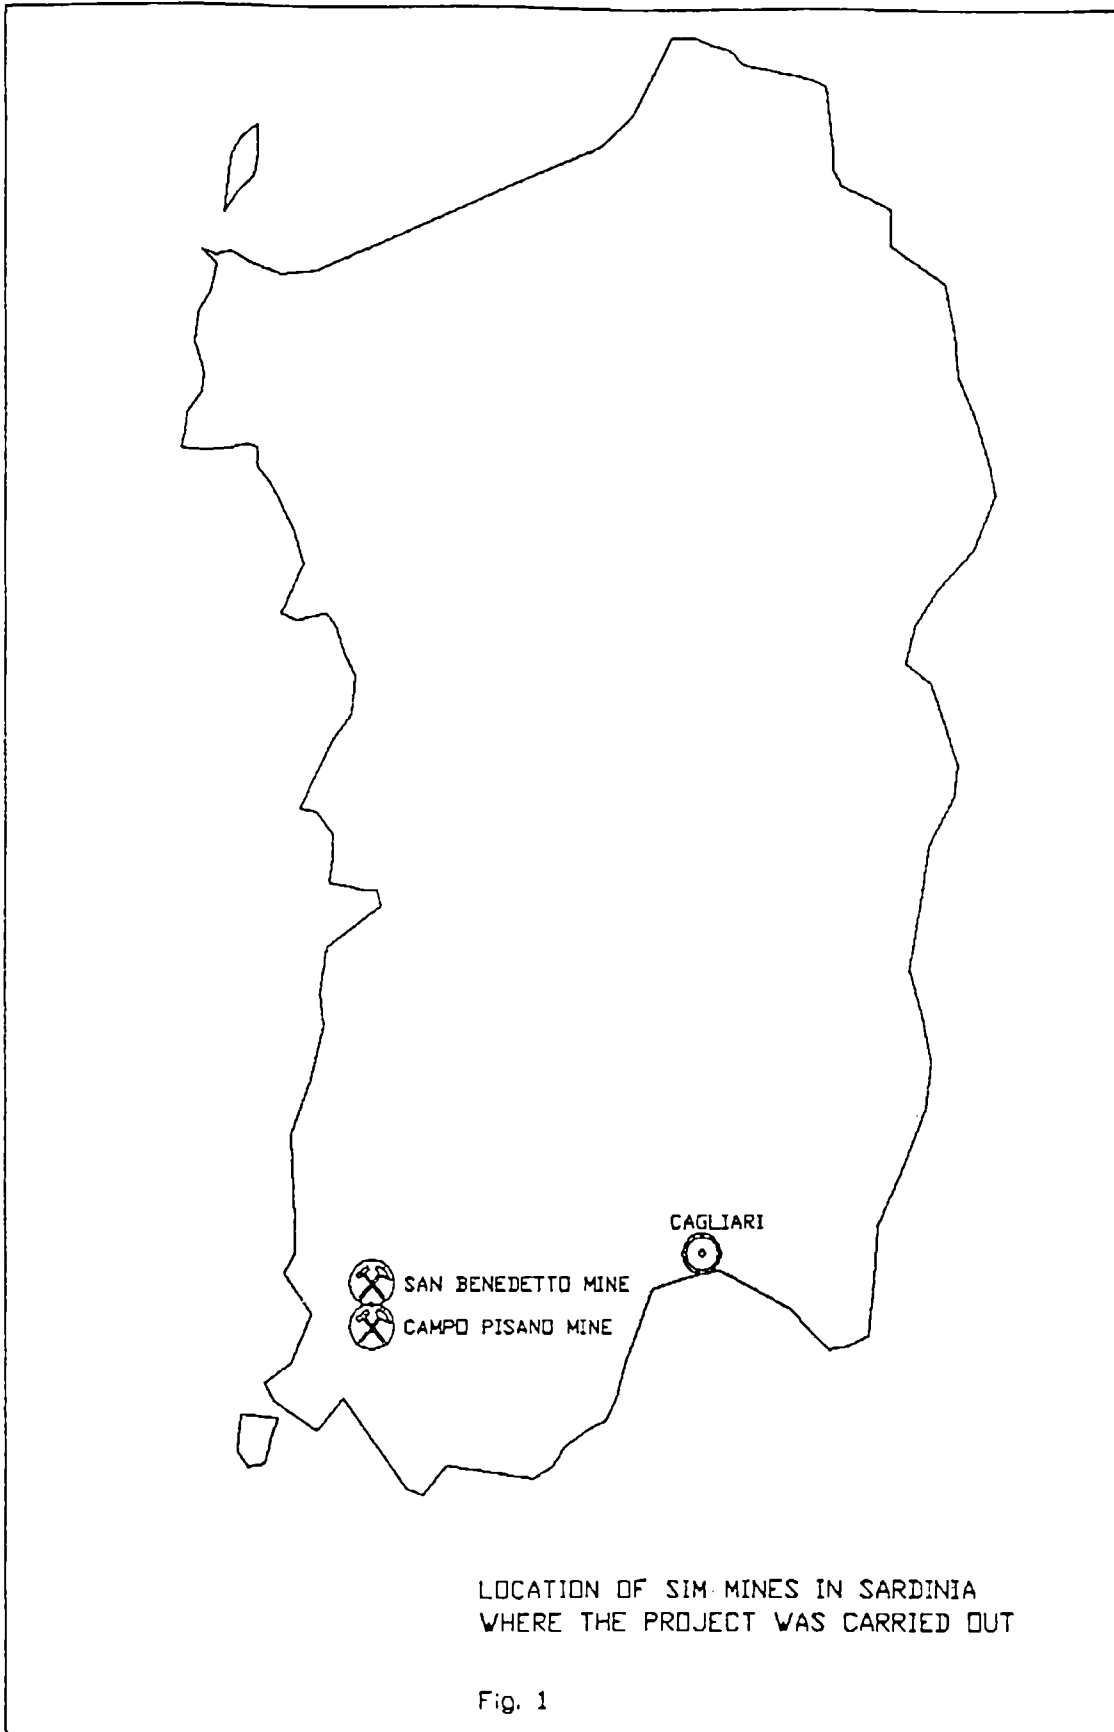 CAGLIARI
SAN BENEDETTO MINE
CAMPO PISANO MINE
LOCATION OF SIM MINES IN SARDINIA
WHERE THE PROJECT WAS CARRIED OUT
Fig. 1